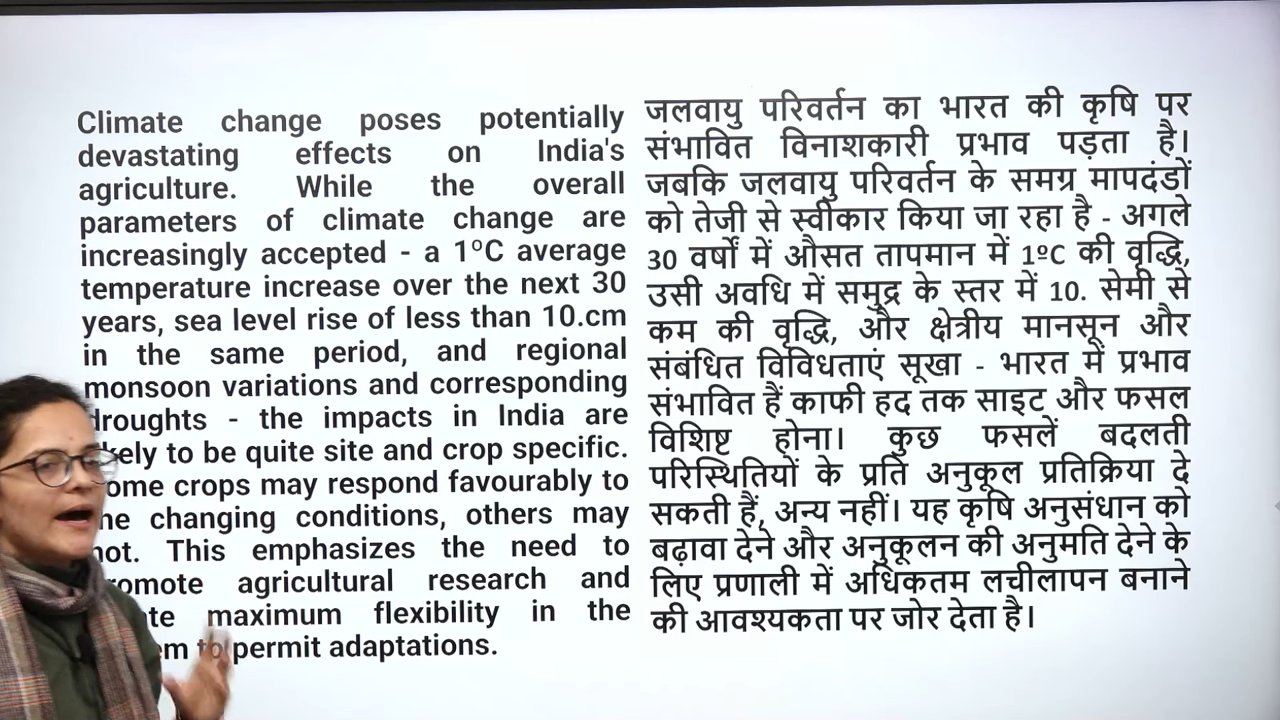 Climate change poses potentially
devastating effects on India's
agriculture. While the overall
parameters of climate change are
increasingly accepted - a 1ºC average
temperature increase over the next 30
years, sea level rise of less than 10.cm
in the same period, and regional
monsoon variations and corresponding
droughts - the impacts in India are
to be quite site and crop specific.
crops may respond favourably to
changing conditions, others may
not. This emphasizes the need to
agricultural research and
maximum flexibility in the
to permit adaptations.
जलवायु परिवर्तन का भारत की कृषि पर
संभावित विनाशकारी प्रभाव पड़ता है।
जबकि जलवायु परिवर्तन के समग्र मापदंडों
को तेजी से स्वीकार किया जा रहा है - अगले
30 वर्षों में औसत तापमान में 1ºC की वृद्धि,
उसी अवधि में समुद्र के स्तर में 10. सेमी से
कम की वृद्धि, और क्षेत्रीय मानसून और
संबंधित विविधताएं सूखा - भारत में प्रभाव
संभावित हैं काफी हद तक साइट और फसल
विशिष्ट होना। कुछ फसलें बदलती
परिस्थितियों के प्रति अनुकूल प्रतिक्रिया दे
सकती हैं, अन्य नहीं। यह कृषि अनुसंधान को
बढ़ावा देने और अनुकूलन की अनुमति देने के
लिए प्रणाली में अधिकतम लचीलापन बनाने
की आवश्यकता पर जोर देता है।